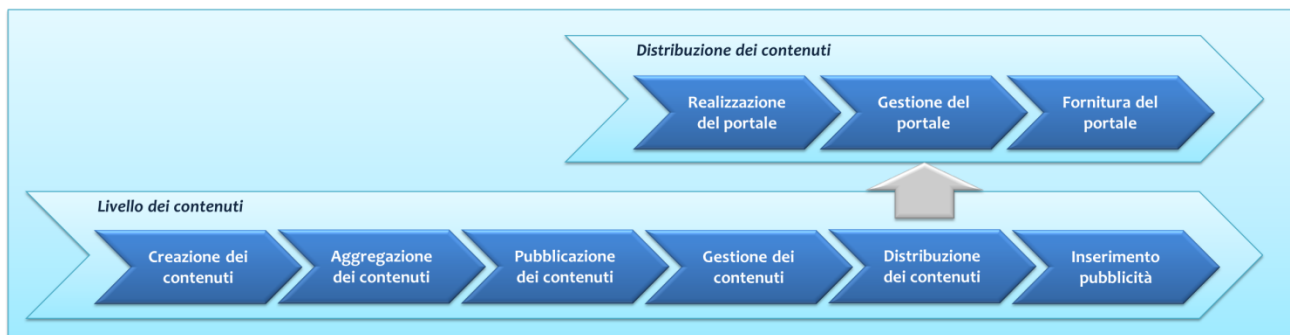 Distribuzione dei contenuti
Realizzazione
del portale
Gestione del
portale
Fornitura del
portale
Livello dei contenuti
Creazione dei
contenuti
Aggregazione
dei contenuti
Pubblicazione
dei contenuti
Gestione dei
contenuti
Distribuzione
dei contenuti
Inserimento
pubblicità